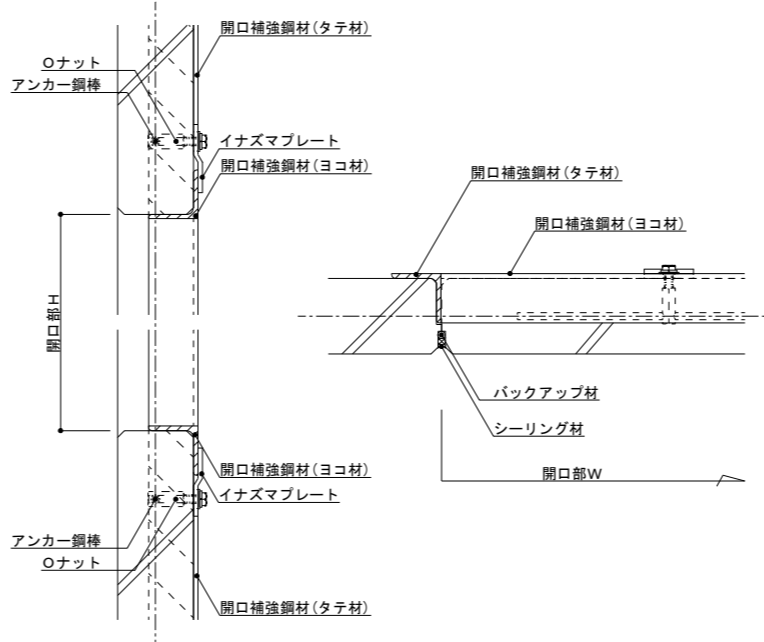 開口補強鋼材(タテ材)
Oナット
アンカー鋼棒
イナズマプレート
開口補強鋼材(ヨコ材)
開口部H
開口補強鋼材(ヨコ材)
イナズマプレート
アンカー鋼棒
Oナット
開口補強鋼材(タテ材)
開口補強鋼材(タテ材)
開口補強鋼材(ヨコ材)
バックアップ材
シーリング材
開口部W